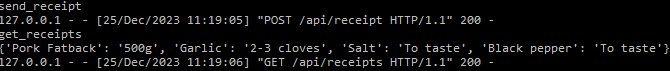 send_receipt
127.0.0.1 - - [25/Dec/2023 11:19:05] "POST /api/receipt HTTP/1.1" 200 -
get_receipts
{'Pork Fatback': '500g', 'Garlic': '2-3 cloves', 'Salt': 'To taste', 'Black pepper': 'To taste'}
127.0.0.1 - - [25/Dec/2023 11:19:06] "GET /api/receipts HTTP/1.1" 200 -